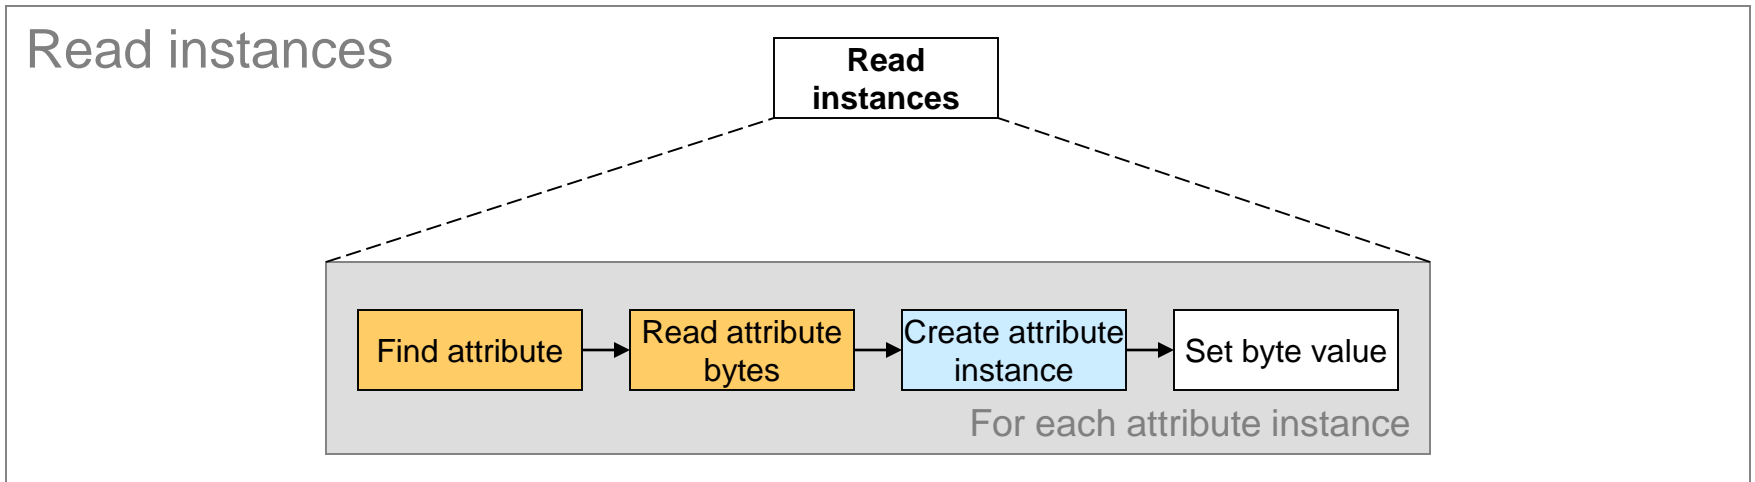 Read instances
Read
instances
Find attribute
Read attribute
bytes
Create attribute
instance
Set byte value
For each attribute instance